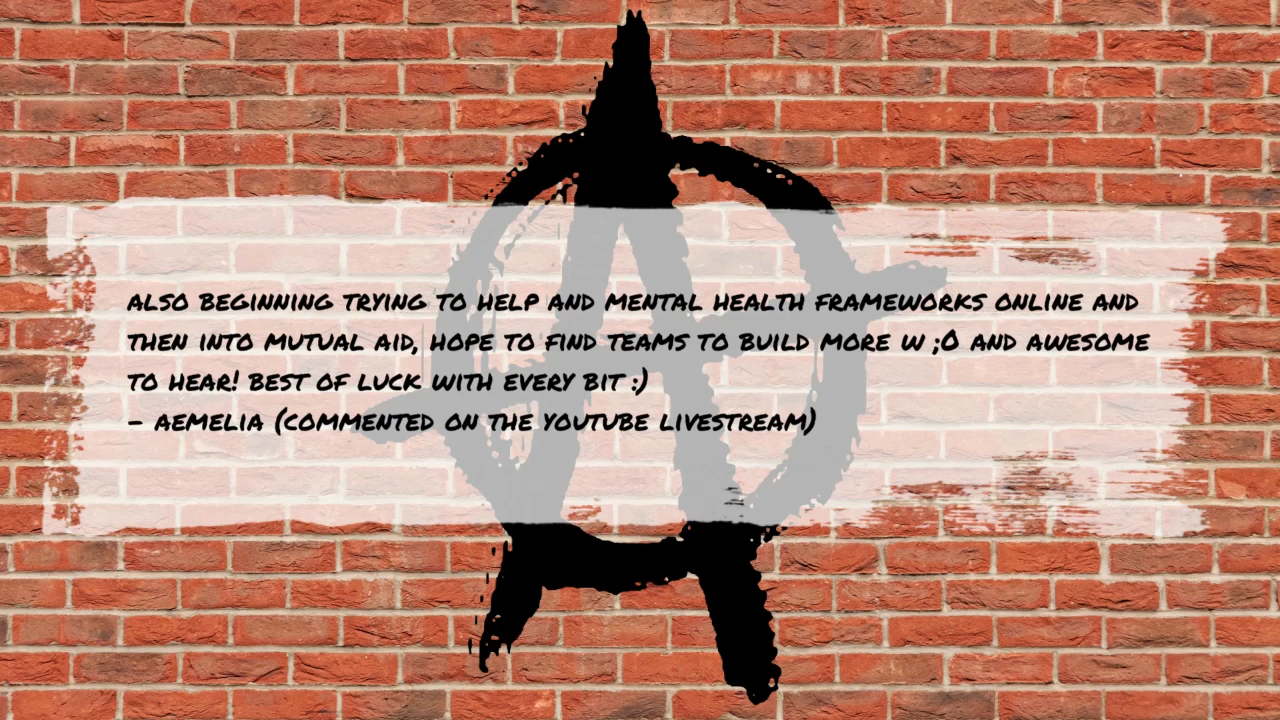 ALSO BEGINNING TRYING TO HELP AND MENTAL HEALTH FRAMEWORKS ONLINE AND
THEN INTO MUTUAL AID, HOPE TO FIND TEAMS TO BUILD MORE W ;O AND AWESOME
TO HEAR! BEST OF LUCK WITH EVERY BIT :)
– AEMELIA (COMMENTED ON THE YOUTUBE LIVESTREAM)